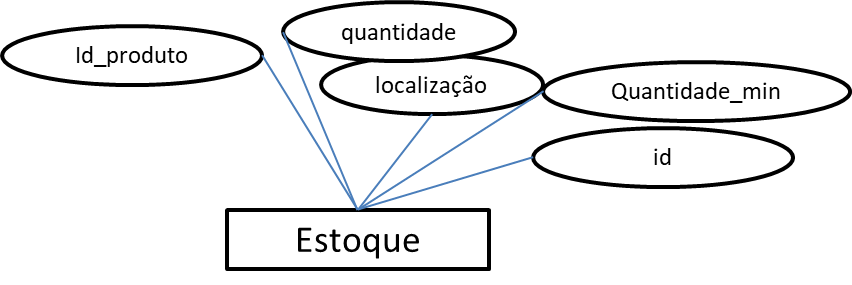 quantidade
Id_produto
localização
Quantidade_min
id
Estoque